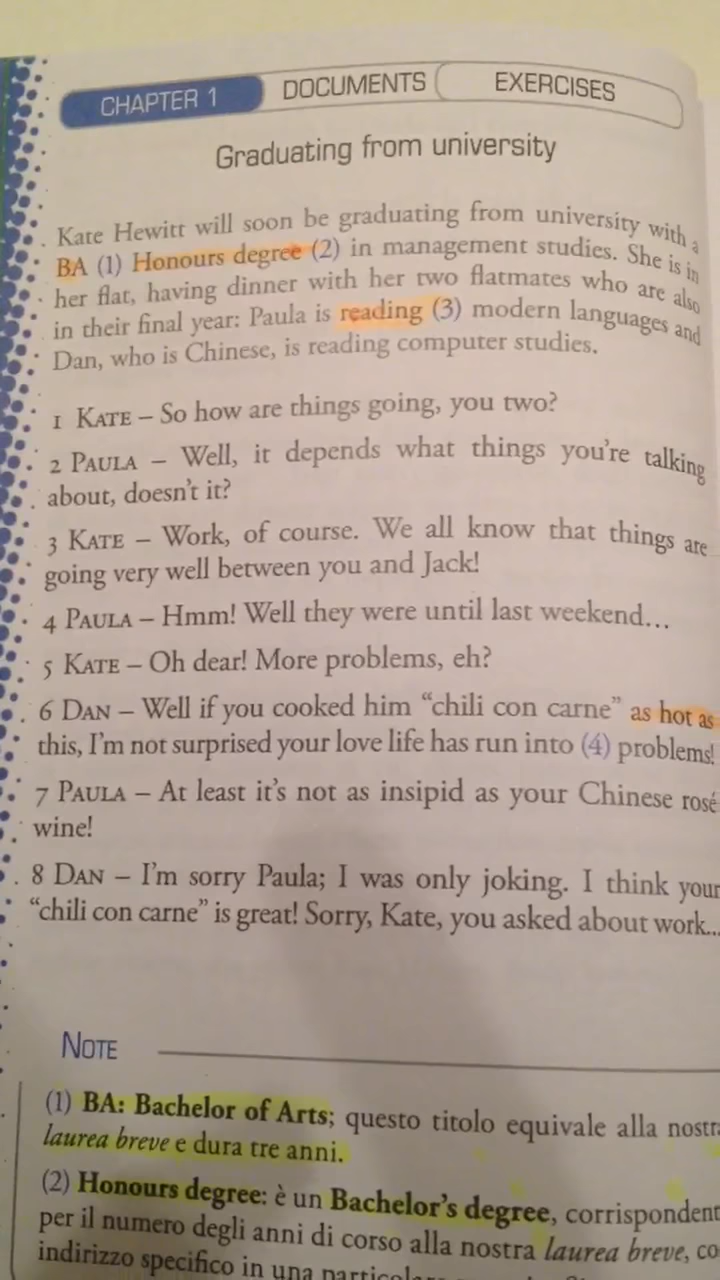 CHAPTER 1 DOCUMENTS EXERCISES
Graduating from university
Kate Hewitt will soon be graduating from university with a
BA (1) Honours degree (2) in management studies. She is in
her flat, having dinner with her two flatmates who are also
in their final year: Paula is reading (3) modern languages and
Dan, who is Chinese, is reading computer studies.
1 KATE – So how are things going, you two?
2 PAULA – Well, it depends what things you're talking
about, doesn't it?
3 KATE – Work, of course. We all know that things are
going very well between you and Jack!
4 PAULA – Hmm! Well they were until last weekend...
5 KATE – Oh dear! More problems, eh?
6 DAN – Well if you cooked him “chili con carne” as hot as
this, I'm not surprised your love life has run into (4) problems!
7 PAULA – At least it's not as insipid as your Chinese rosé
wine!
8 DAN – I'm sorry Paula; I was only joking. I think your
“chili con carne” is great! Sorry, Kate, you asked about work...
NOTE
(1) BA: Bachelor of Arts; questo titolo equivale alla nostra
laurea breve e dura tre anni.
(2) Honours degree: è un Bachelor's degree, corrispondent
per il numero degli anni di corso alla nostra laurea breve, co
indirizzo specifico in una